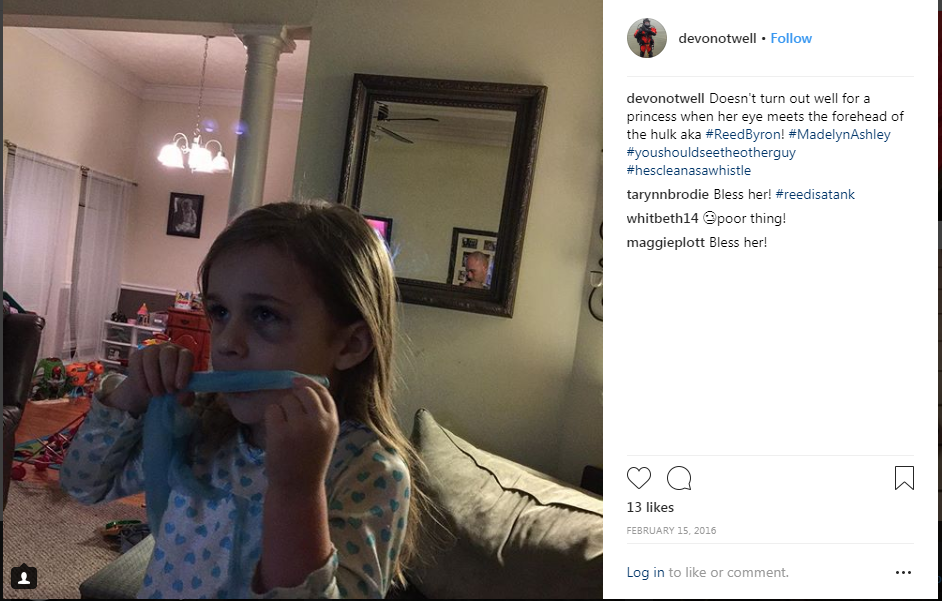 devonotwell • Follow
devonotwell Doesn't turn out well for a
princess when her eye meets the forehead of
the hulk aka #ReedByron! #MadelynAshley
#youshouldseetheotherguy
#hescleanasawhistle
tarynnbrodie Bless her! #reedisatank
whitbeth14 😔poor thing!
maggieplott Bless her!
13 likes
FEBRUARY 15, 2016
Log in to like or comment.